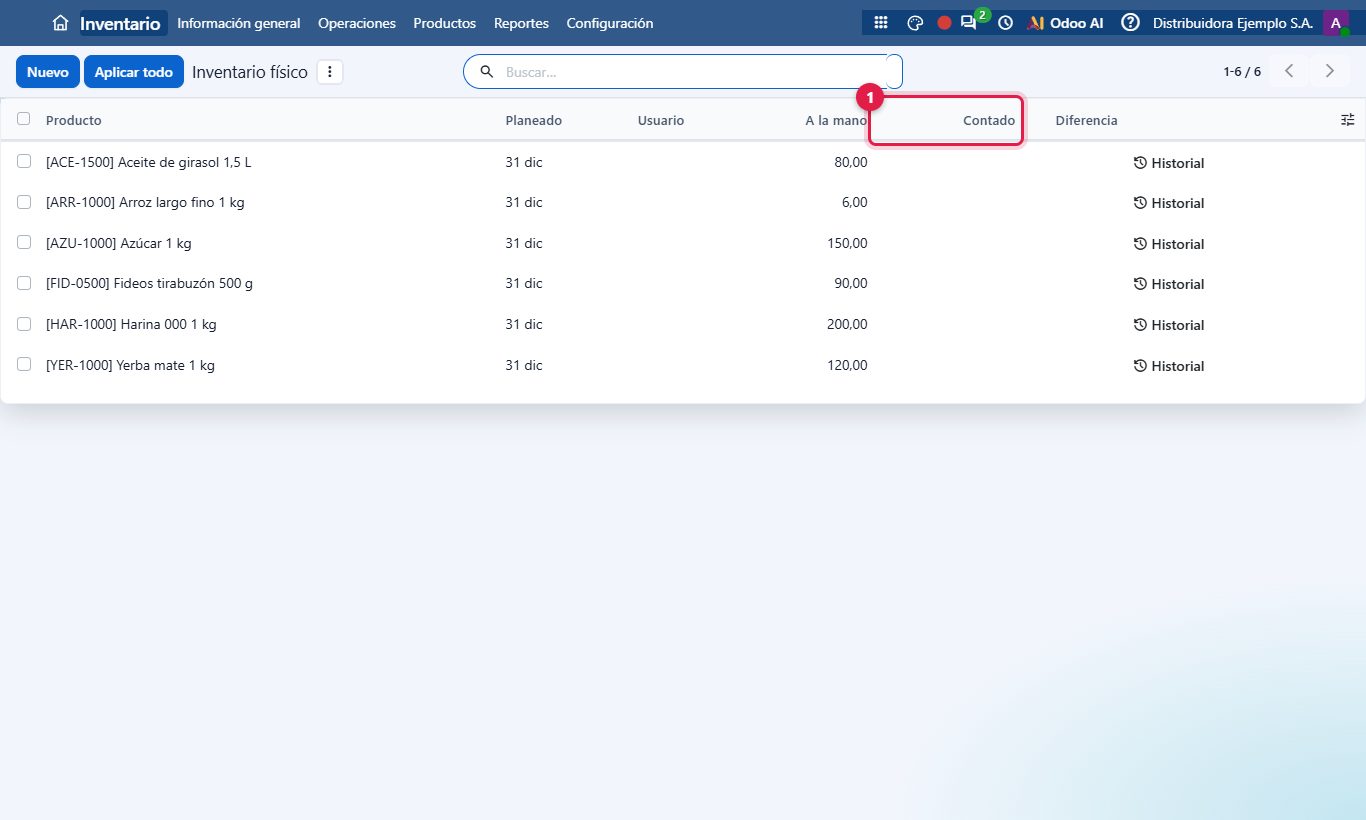 Inventario Información general Operaciones Productos Reportes Configuración 2 Odoo AI Distribuidora Ejemplo S.A. A
Nuevo Aplicar todo Inventario físico Buscar... 1-6 / 6
1
Producto Planeado Usuario A la mano Contado Diferencia
[ACE-1500] Aceite de girasol 1,5 L 31 dic 80,00 Historial
[ARR-1000] Arroz largo fino 1 kg 31 dic 6,00 Historial
[AZU-1000] Azúcar 1 kg 31 dic 150,00 Historial
[FID-0500] Fideos tirabuzón 500 g 31 dic 90,00 Historial
[HAR-1000] Harina 000 1 kg 31 dic 200,00 Historial
[YER-1000] Yerba mate 1 kg 31 dic 120,00 Historial